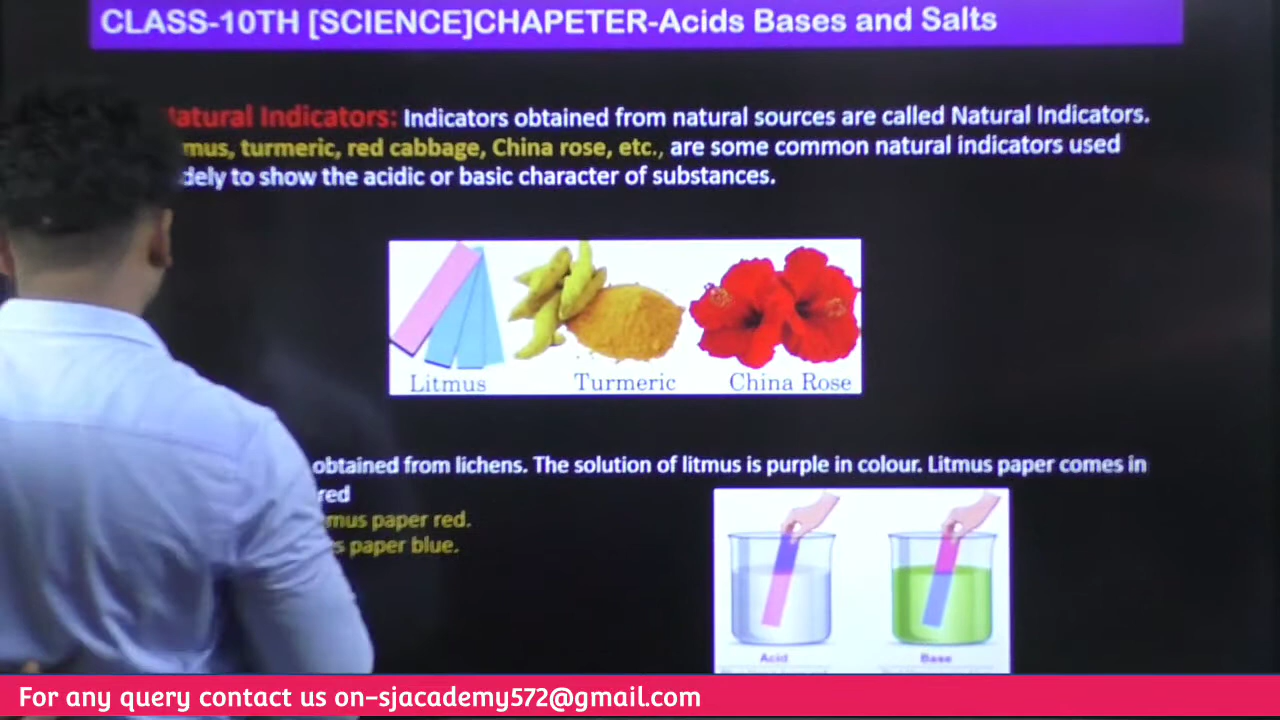 CLASS-10TH [SCIENCE]CHAPETER-Acids Bases and Salts
Natural Indicators: Indicators obtained from natural sources are called Natural Indicators.
mus, turmeric, red cabbage, China rose, etc., are some common natural indicators used
dely to show the acidic or basic character of substances.
Litmus Turmeric China Rose
obtained from lichens. The solution of litmus is purple in colour. Litmus paper comes in
red
mus paper red.
s paper blue.
Acid Base
For any query contact us on-sjacademy572@gmail.com